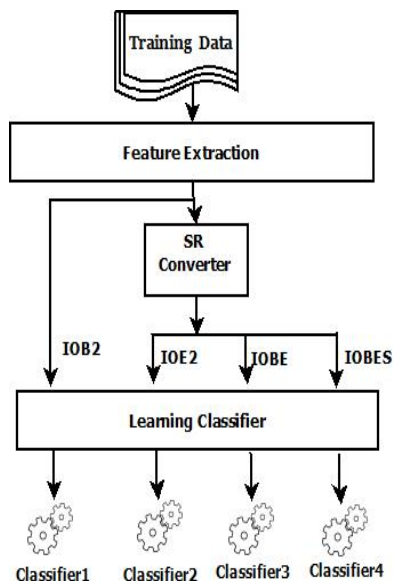 Training Data
Feature Extraction
SR
Converter
IOB2
IOE2
IOBE
IOBES
Learning Classifier
Classifier1
Classifier2
Classifier3
Classifier4